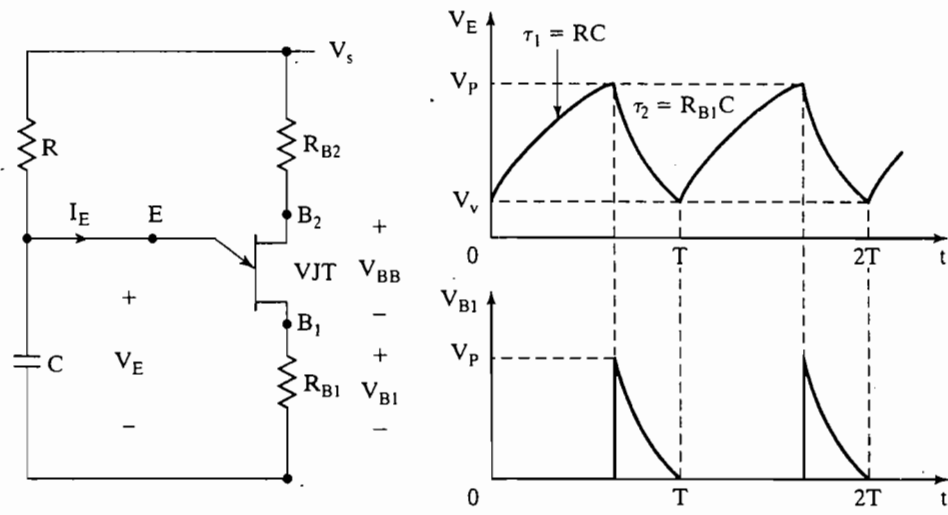 V_s
R
R_B2
I_E
E
B_2
+
VJT
V_BB
+
−
B_1
C
V_E
+
R_B1
V_B1
−
−
V_E
τ_1 = RC
V_P
τ_2 = R_B1C
V_v
0
T
2T
t
V_B1
V_P
0
T
2T
t